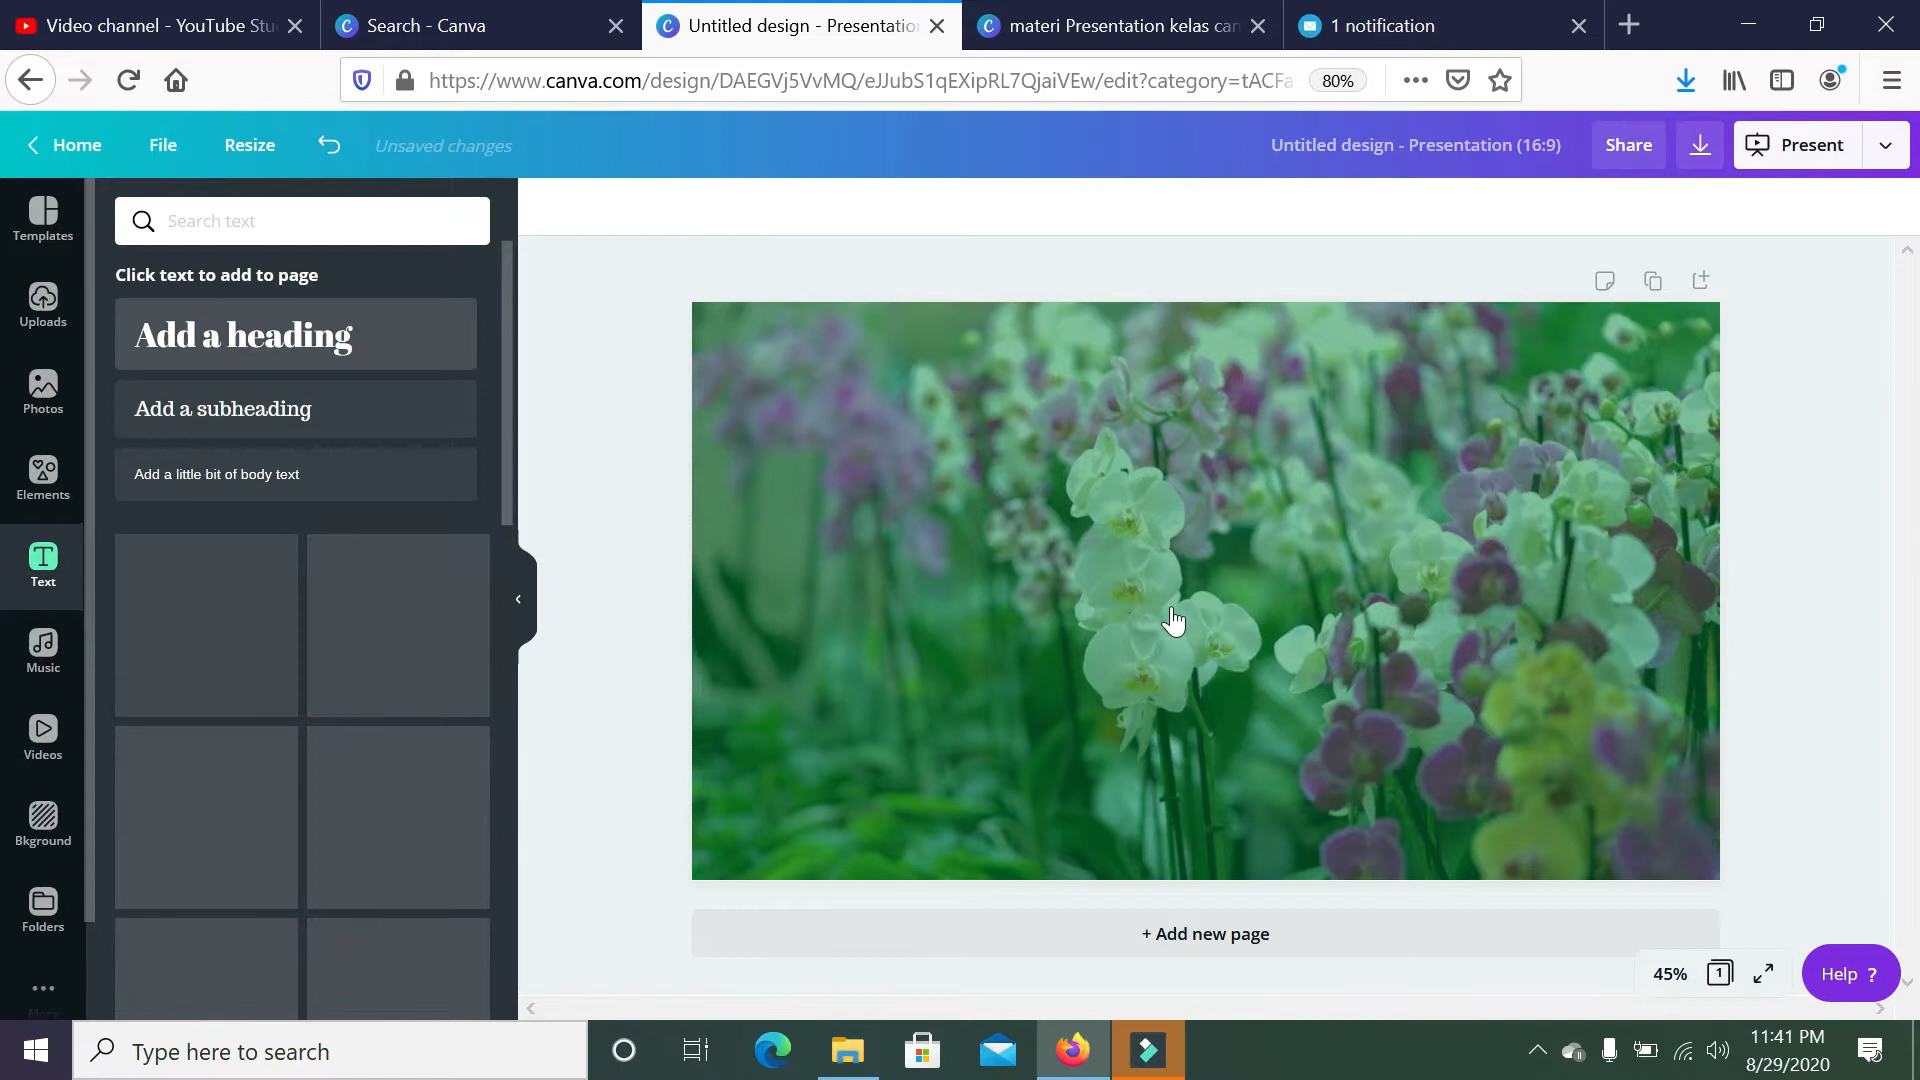 Video channel - YouTube Stu
Search - Canva
Untitled design - Presentatio
materi Presentation kelas can
1 notification
https://www.canva.com/design/DAEGVj5VvMQ/eJJubS1qEXipRL7QjaiVEw/edit?category=tACFa
80%
Home
File
Resize
Unsaved changes
Untitled design - Presentation (16:9)
Share
Present
Templates
Uploads
Photos
Elements
Text
Music
Videos
Bkground
Folders
More
Search text
Click text to add to page
Add a heading
Add a subheading
Add a little bit of body text
+ Add new page
45%
1
Help ?
Type here to search
11:41 PM
8/29/2020